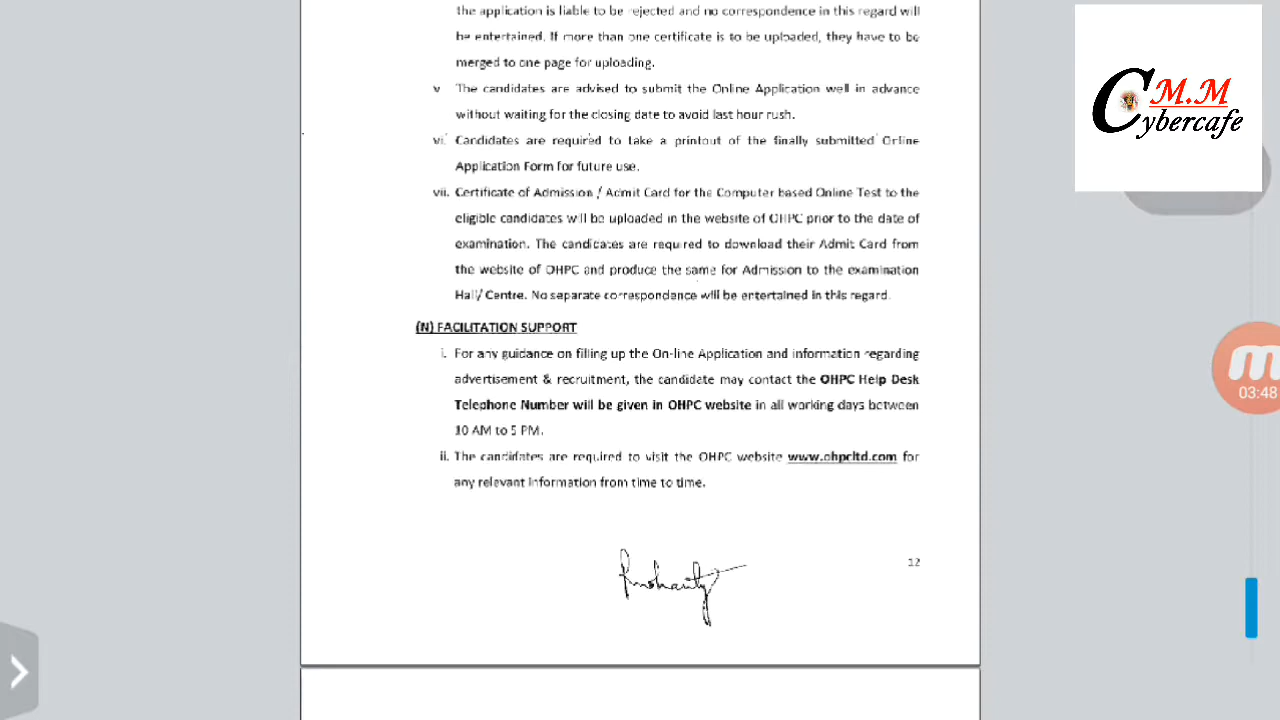 the application is liable to be rejected and no correspondence in this regard will
be entertained. If more than one certificate is to be uploaded, they have to be
merged to one page for uploading.
v The candidates are advised to submit the Online Application well in advance
without waiting for the closing date to avoid last hour rush.
vi. Candidates are required to take a printout of the finally submitted Online
Application Form for future use.
vii. Certificate of Admission / Admit Card for the Computer based Online Test to the
eligible candidates will be uploaded in the website of OHPC prior to the date of
examination. The candidates are required to download their Admit Card from
the website of OHPC and produce the same for Admission to the examination
Hall/ Centre. No separate correspondence will be entertained in this regard.
(N) FACILITATION SUPPORT
i. For any guidance on filling up the On-line Application and information regarding
advertisement & recruitment, the candidate may contact the OHPC Help Desk
Telephone Number will be given in OHPC website in all working days between
10 AM to 5 PM.
ii. The candidates are required to visit the OHPC website www.ohpcltd.com for
any relevant information from time to time.
12
C M.M
ybercafe
03:48